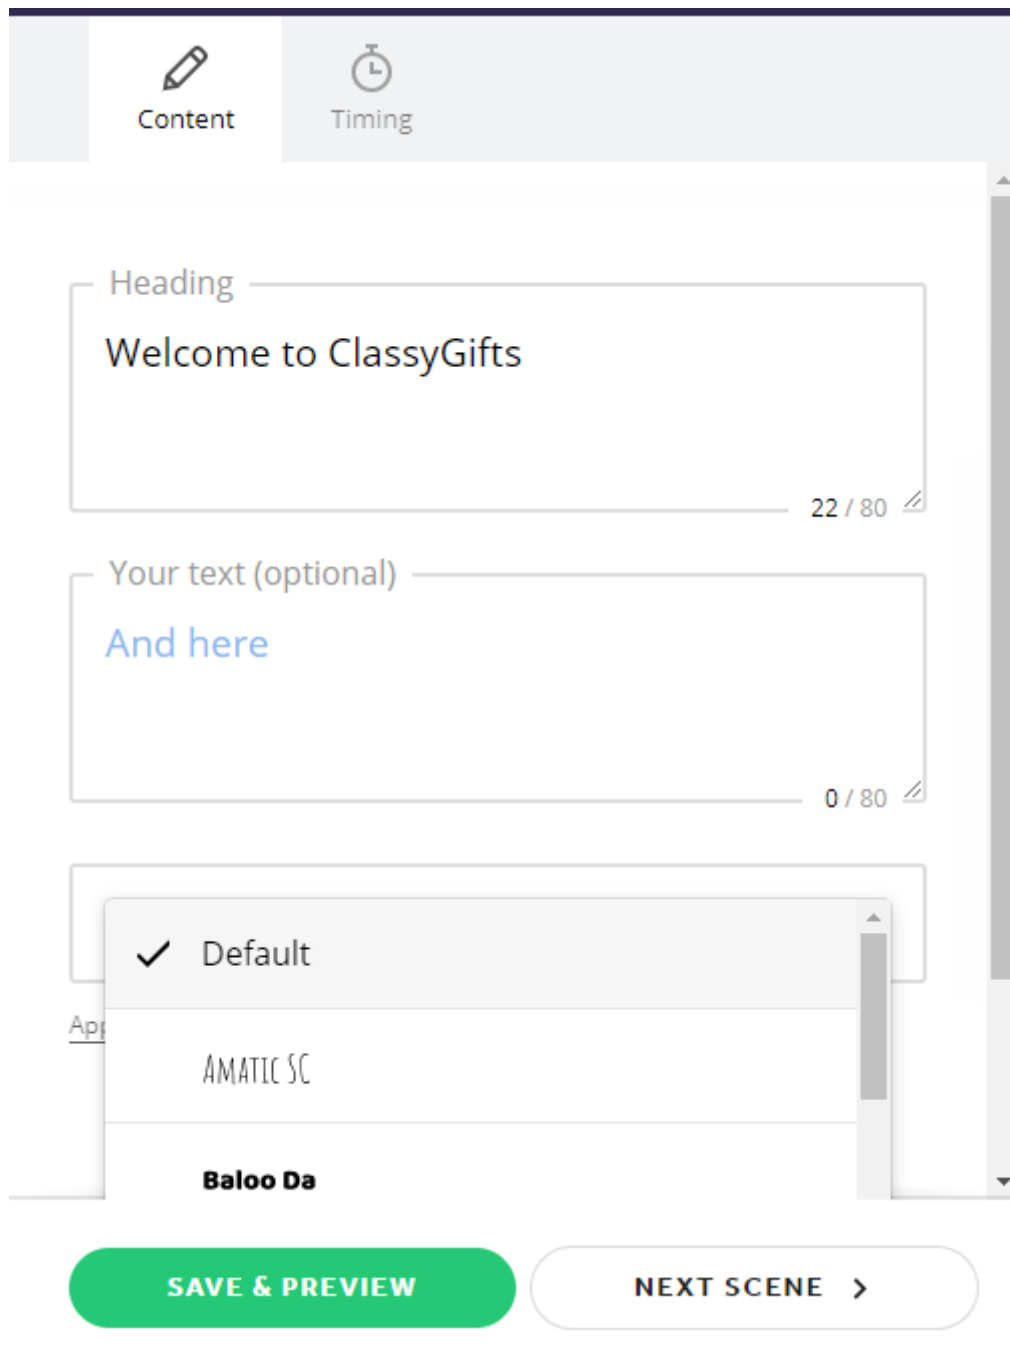 Content
Timing
Heading
Welcome to ClassyGifts
22 / 80
Your text (optional)
And here
0 / 80
Default
App
AMATIC SC
Baloo Da
SAVE & PREVIEW
NEXT SCENE >